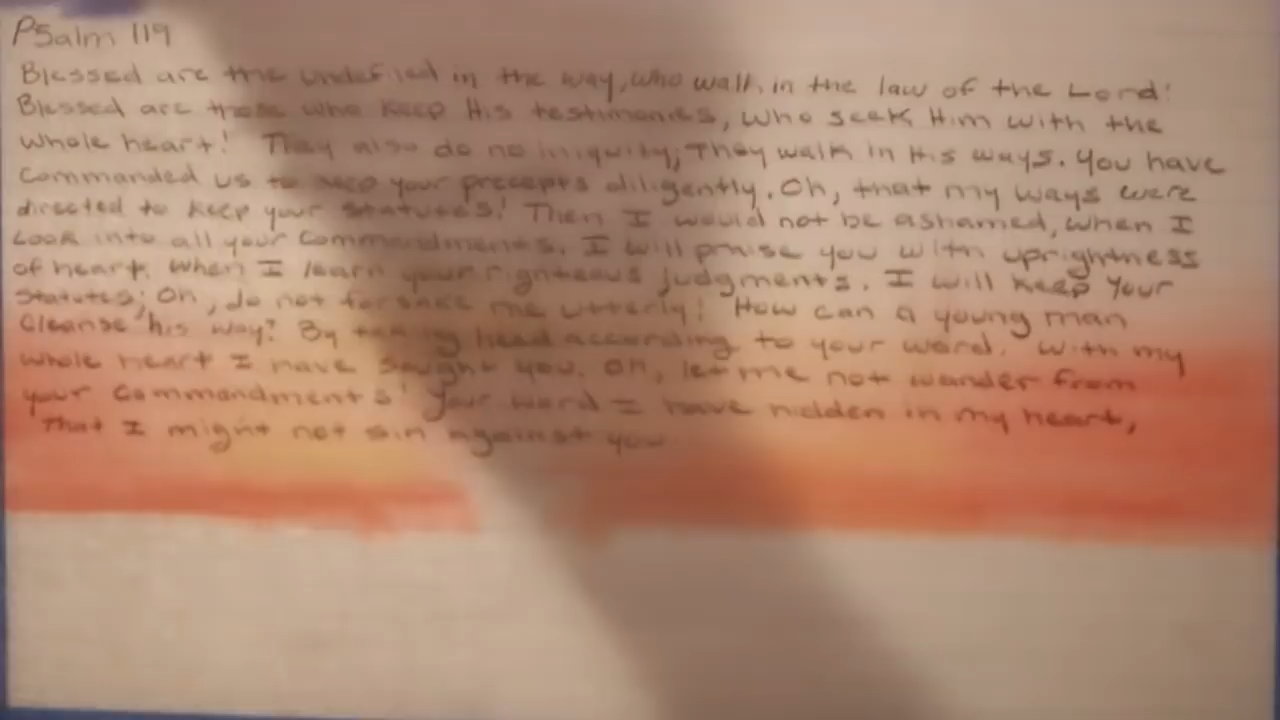 Psalm 119
Blessed are the undefiled in the way, who walk in the law of the Lord!
Blessed are those who keep His testimonies, who seek Him with the
whole heart! They also do no iniquity; They walk in His ways. You have
Commanded us to keep your precepts diligently. Oh, that my ways were
directed to keep your statutes! Then I would not be ashamed, when I
Look into all your Commandments. I will praise you with uprightness
of heart, when I learn your righteous judgments. I will keep Your
Statutes; Oh, do not forsake me utterly! How can a young man
Cleanse his way? By taking head according to your word. With my
whole heart I have sought you. Oh, let me not wander from
your Commandments! Your word I have hidden in my heart,
That I might not sin against you